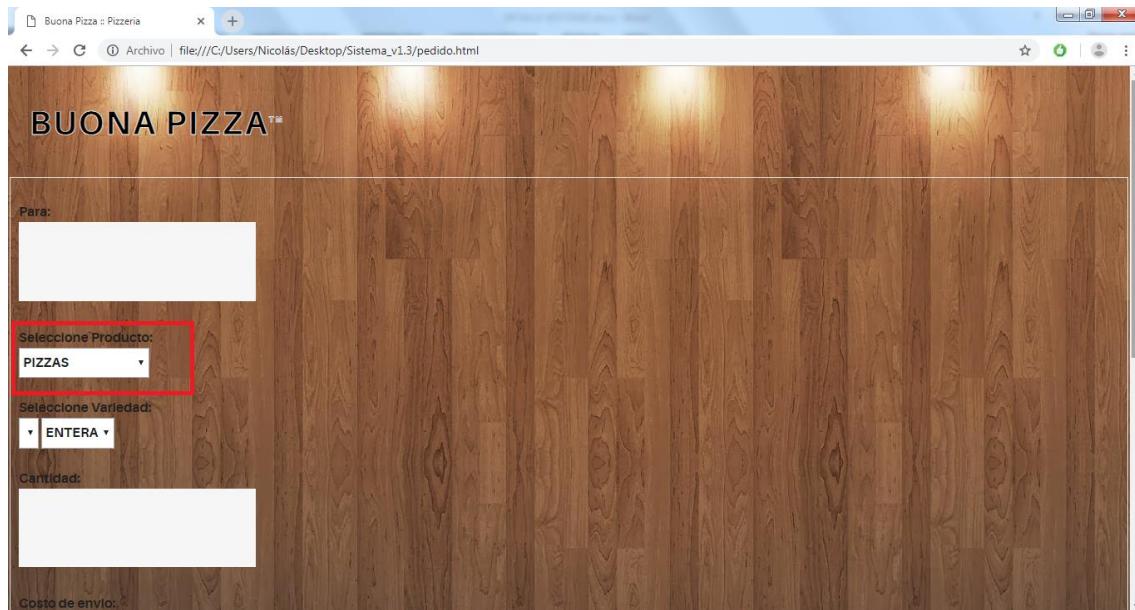 Buona Pizza :: Pizzeria
Archivo | file:///C:/Users/Nicolás/Desktop/Sistema_v1.3/pedido.html
BUONA PIZZA™
Para:
Seleccione Producto:
PIZZAS
Seleccione Variedad:
ENTERA
Cantidad:
Costo de envio: